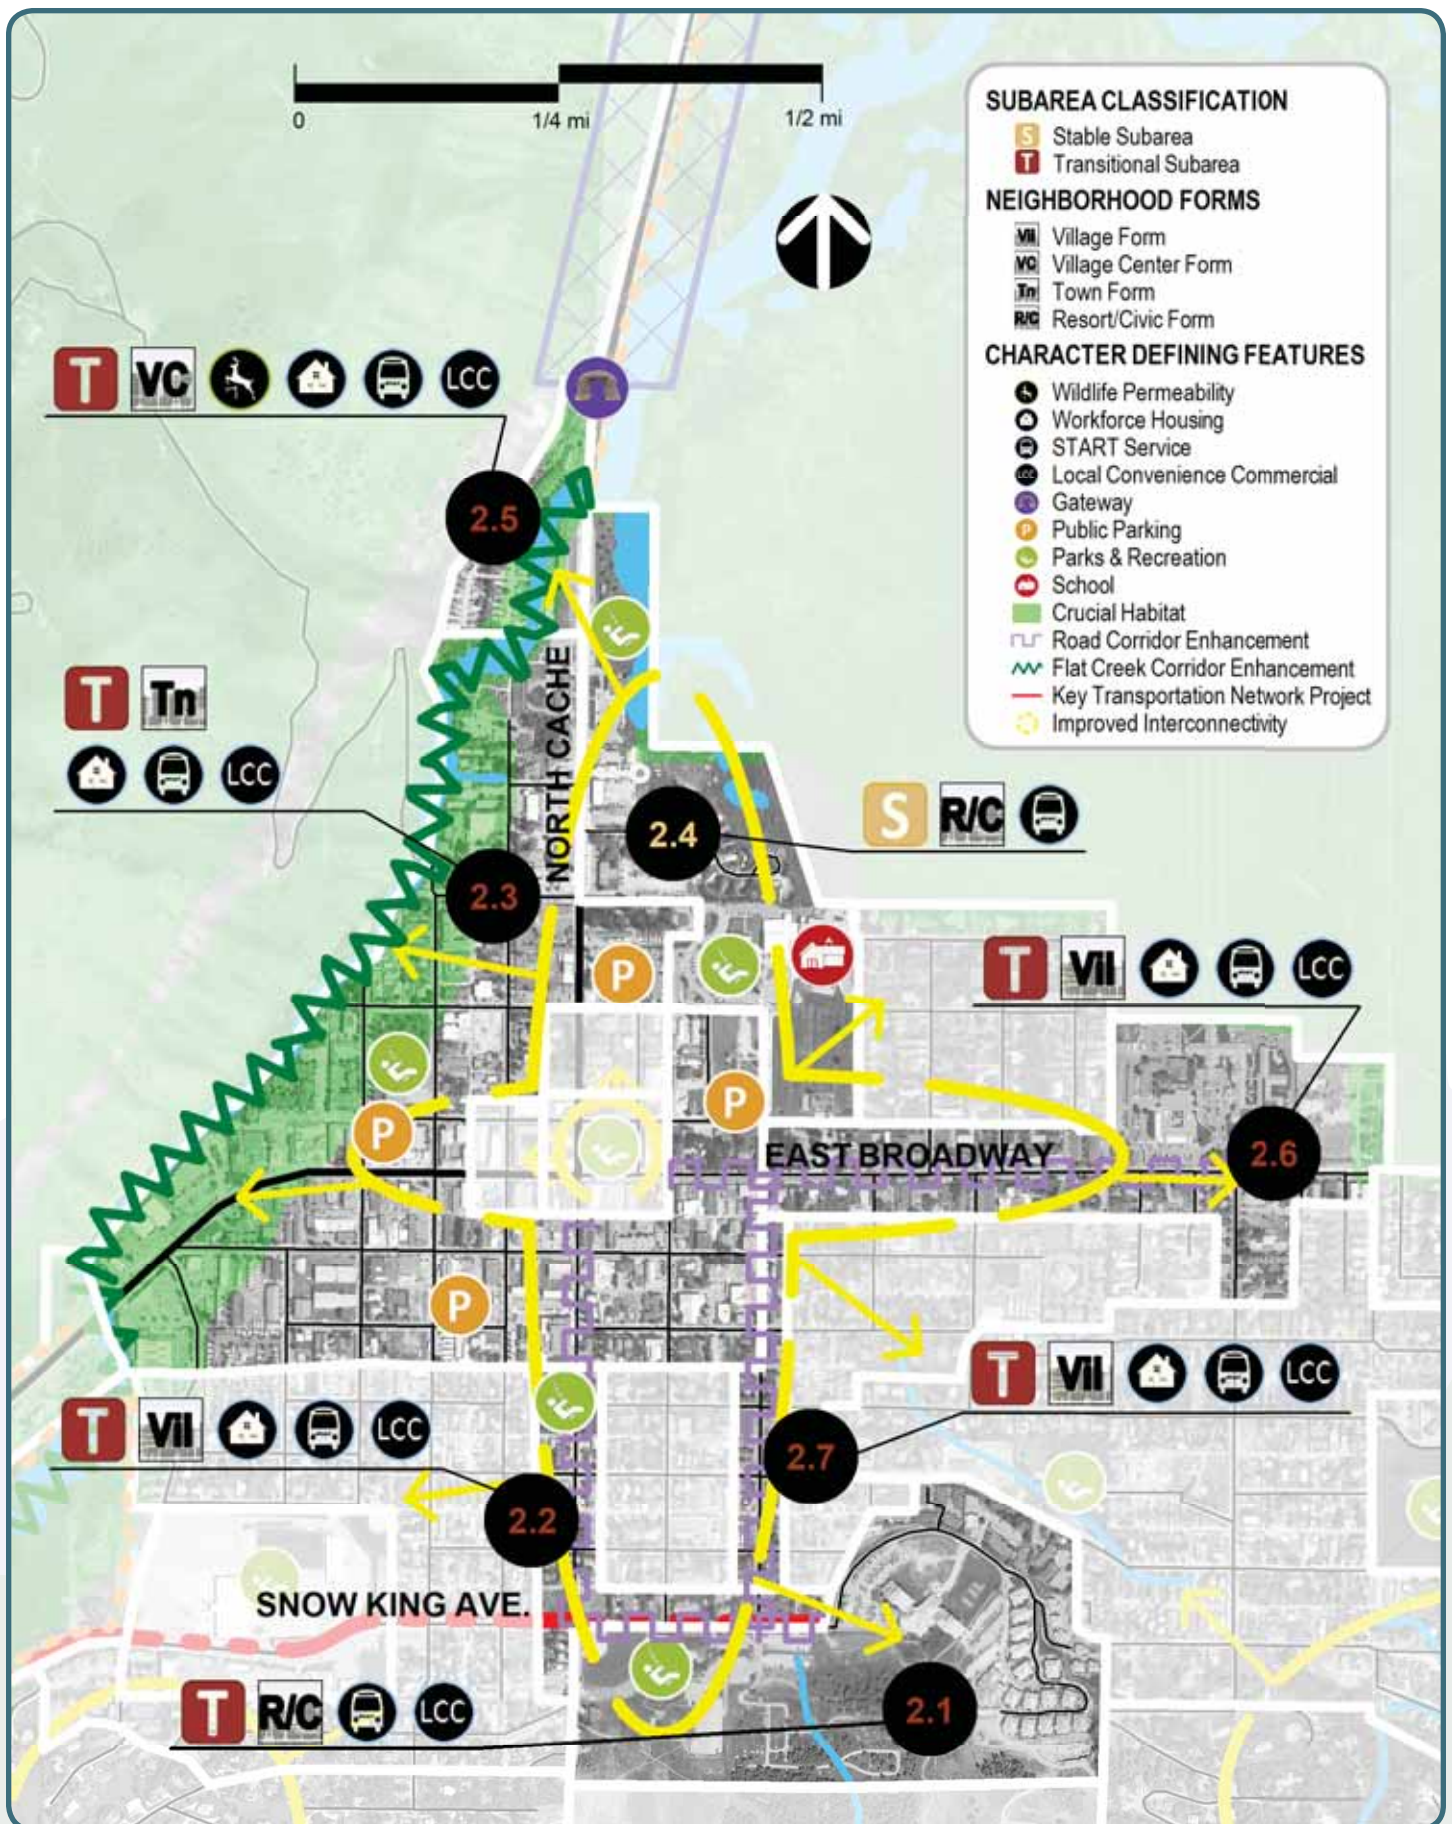 0
1/4 mi
1/2 mi
SUBAREA CLASSIFICATION
S Stable Subarea
T Transitional Subarea
NEIGHBORHOOD FORMS
Vil Village Form
VC Village Center Form
Tn Town Form
R/C Resort/Civic Form
CHARACTER DEFINING FEATURES
Wildlife Permeability
Workforce Housing
START Service
LCC Local Convenience Commercial
Gateway
P Public Parking
Parks & Recreation
School
Crucial Habitat
Road Corridor Enhancement
Flat Creek Corridor Enhancement
Key Transportation Network Project
Improved Interconnectivity
T VC LCC
2.5
T Tn
LCC
NORTH CACHE
2.4
S R/C
2.3
P
T Vil LCC
P
P
EAST BROADWAY
2.6
P
T Vil LCC
T Vil LCC
2.7
2.2
SNOW KING AVE.
T R/C LCC
2.1